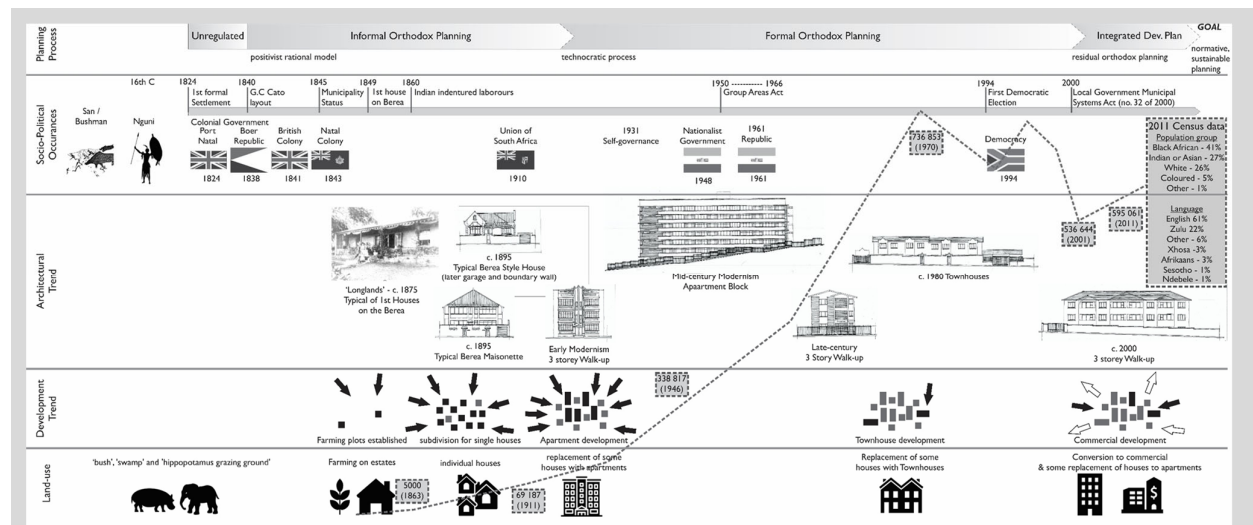 Planning
Process
Unregulated
Informal Orthodox Planning
Formal Orthodox Planning
Integrated Dev. Plan
GOAL
positivist rational model
technocratic process
residual orthodox planning
normative,
sustainable
planning
Socio-Political
Occurances
16th C
1824
1st formal
Settlement
1840
G.C Cato
layout
1845
Municipality
Status
1849
1st house
on Berea
1860
Indian indentured labourours
1950 ---------- 1966
Group Areas Act
1994
First Democratic
Election
2000
Local Government Municipal
Systems Act (no. 32 of 2000)
San /
Bushman
Nguni
Colonial Government
Port
Natal
1824
Boer
Republic
1838
British
Colony
1841
Natal
Colony
1843
Union of
South Africa
1910
1931
Self-governance
Nationalist
Government
1948
1961
Republic
1961
736 853
(1970)
Democracy
1994
2011 Census data
Population group
Black African - 41%
Indian or Asian - 27%
White - 26%
Coloured - 5%
Other - 1%
Language
English 61%
Zulu 22%
Other - 6%
Xhosa -3%
Afrikaans - 3%
Sesotho - 1%
Ndebele - 1%
536 644
(2001)
595 061
(2011)
Architectural
Trend
'Longlands' - c. 1875
Typical of 1st Houses
on the Berea
c. 1895
Typical Berea Style House
(later garage and boundary wall)
c. 1895
Typical Berea Maisonette
Early Modernism
3 storey Walk-up
Mid-century Modernism
Apaartment Block
Late-century
3 Story Walk-up
c. 1980 Townhouses
c. 2000
3 storey Walk-up
Development
Trend
Farming plots established
subdivision for single houses
Apartment development
338 817
(1946)
Townhouse development
Commercial development
Land-use
'bush', 'swamp' and 'hippopotamus grazing ground'
Farming on estates
5000
(1863)
individual houses
69 187
(1911)
replacement of some
houses with apartments
Replacement of some
houses with Townhouses
Conversion to commercial
& some replacement of houses to apartments
$